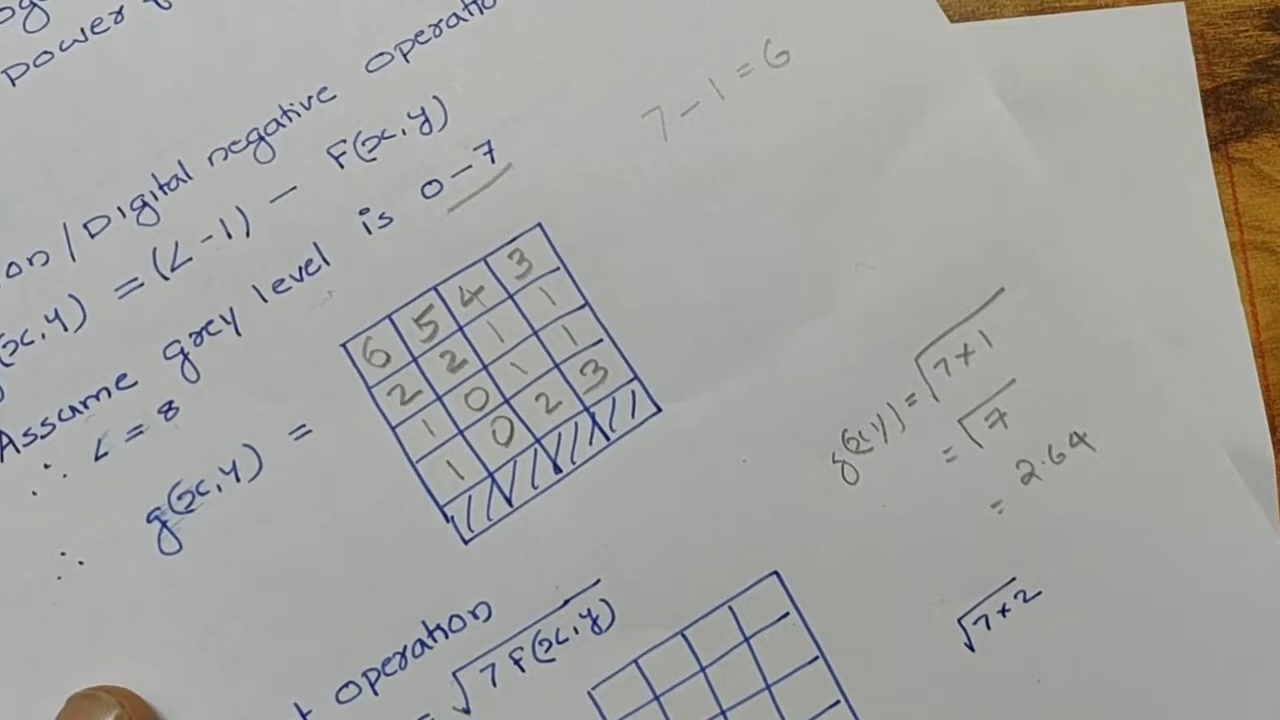 power
on / Digital negative operatio
(x,y) = (L-1) - F(x,y)
7-1=6
Assume grey level is 0-7
∴ L = 8
∴ g(x,y) =
6 5 4 3
2 2 1 1
1 0 1 1
1 0 2 3
g(x,y) = √7×1
= √7
= 2.64
√7×2
t operation
= √7F(x,y)